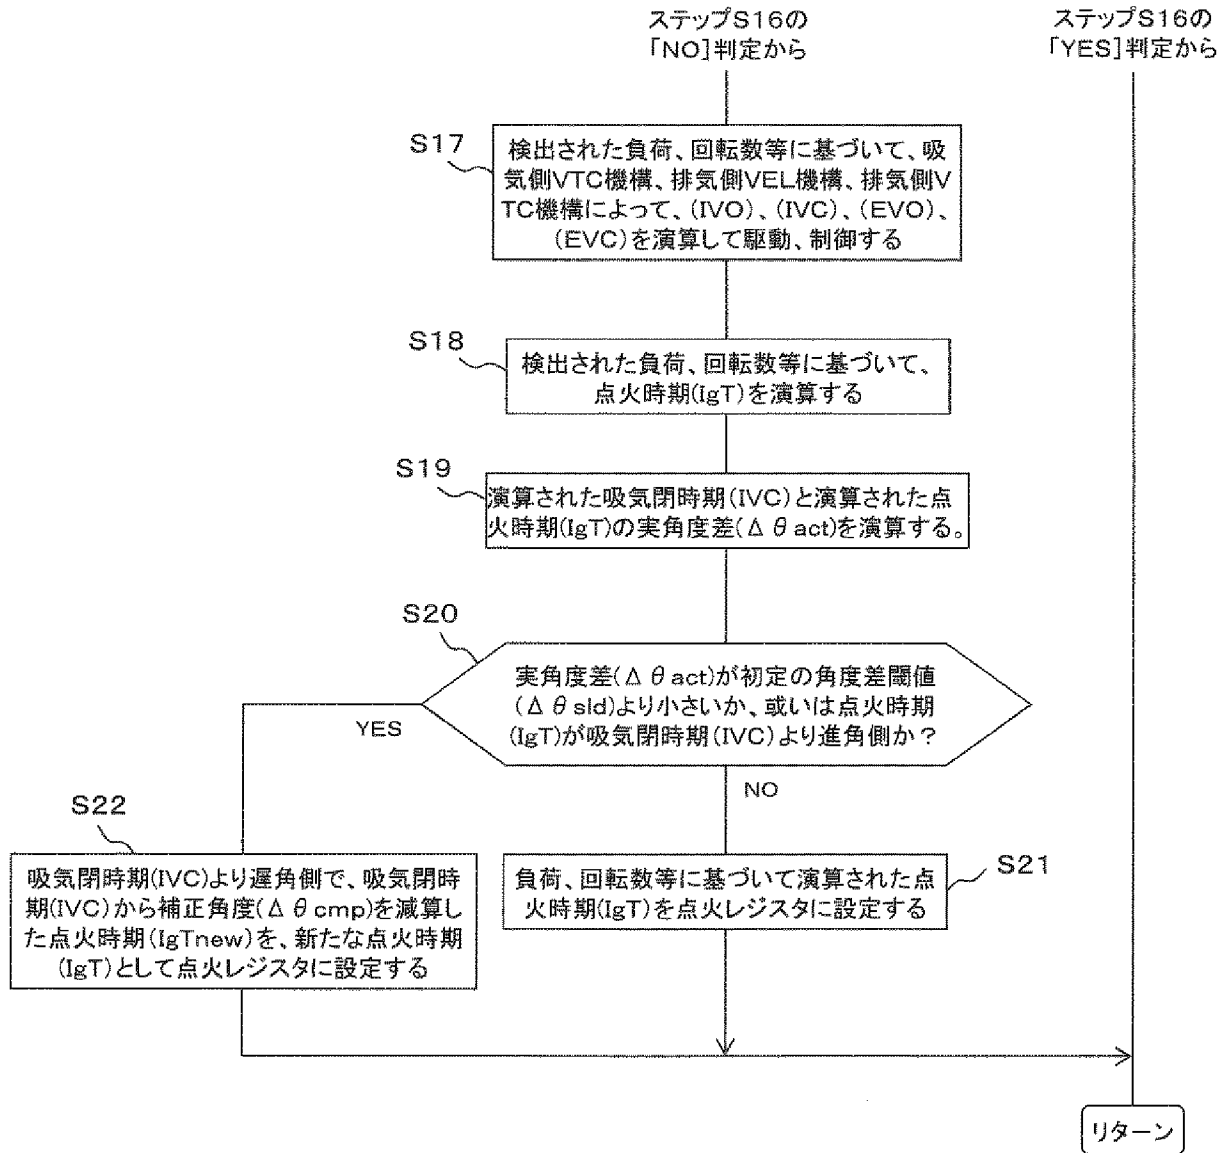 ステップS16の
「NO］判定から
ステップS16の
「YES］判定から
S17
検出された負荷、回転数等に基づいて、吸
気側VTC機構、排気側VEL機構、排気側V
TC機構によって、(IVO)、(IVC)、(EVO)、
(EVC)を演算して駆動、制御する
S18
検出された負荷、回転数等に基づいて、
点火時期(IgT)を演算する
S19
演算された吸気閉時期(IVC)と演算された点
火時期(IgT)の実角度差(Δθact)を演算する。
S20
実角度差(Δθact)が初定の角度差閾値
(Δθsld)より小さいか、或いは点火時期
(IgT)が吸気閉時期(IVC)より進角側か？
YES
NO
S22
吸気閉時期(IVC)より遅角側で、吸気閉時
期(IVC)から補正角度(Δθcmp)を減算し
た点火時期(IgTnew)を、新たな点火時期
(IgT)として点火レジスタに設定する
S21
負荷、回転数等に基づいて演算された点
火時期(IgT)を点火レジスタに設定する
リターン